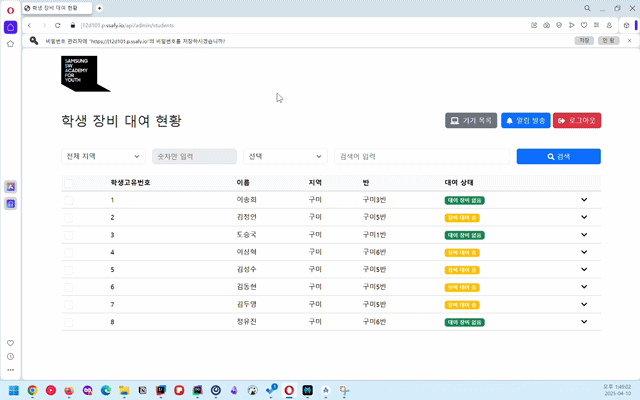 학생 장비 대여 현황
j12d101.p.ssafy.io/api/admin/students
비밀번호 관리자에 "https://j12d101.p.ssafy.io"의 비밀번호를 저장하시겠습니까?
저장
안 함
SAMSUNG
SW
ACADEMY
FOR
YOUTH
학생 장비 대여 현황
기기 목록
알림 발송
로그아웃
전체 지역
숫자만 입력
선택
검색어 입력
검색
학생고유번호 이름 지역 반 대여 상태
1 이송희 구미 구미3반 대여 장비 없음
2 김정언 구미 구미5반 장비 대여 중
3 도승국 구미 구미1반 대여 장비 없음
4 이상혁 구미 구미6반 장비 대여 중
5 김성수 구미 구미5반 장비 대여 중
6 김동현 구미 구미5반 장비 대여 중
7 김두영 구미 구미5반 장비 대여 중
8 정유진 구미 구미6반 대여 장비 없음
오후 1:49:02
2025-04-10